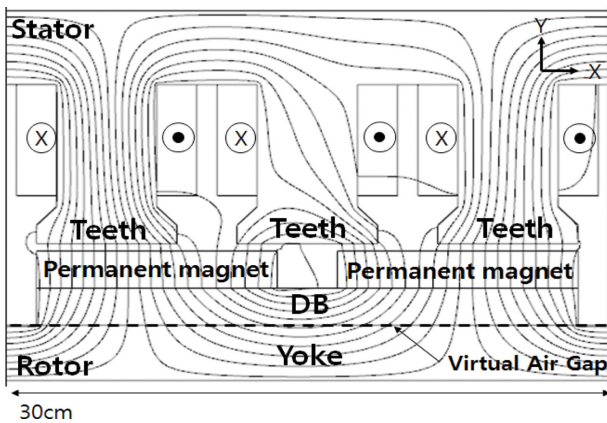 Stator
Y
X
X
X
X
Teeth
Teeth
Teeth
Permanent magnet
Permanent magnet
DB
Yoke
Virtual Air Gap
Rotor
30cm